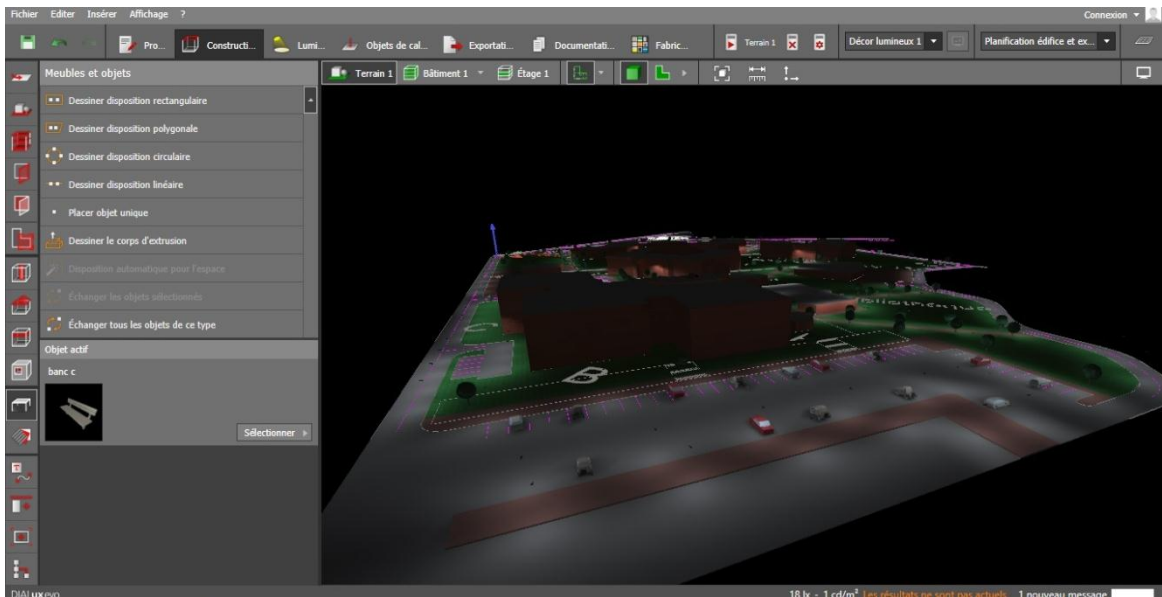 Fichier Editer Insérer Affichage ?
Connexion
Pro... Constructi... Lumi... Objets de cal... Exportati... Documentati... Fabric... Terrain 1 Décor lumineux 1 Planification édifice et ex...
Meubles et objets
Terrain 1 Bâtiment 1 Étage 1
Dessiner disposition rectangulaire
Dessiner disposition polygonale
Dessiner disposition circulaire
Dessiner disposition linéaire
Placer objet unique
Dessiner le corps d'extrusion
Disposition automatique pour l'espace
Échanger les objets sélectionnés
Échanger tous les objets de ce type
Objet actif
banc c
Sélectionner
C
B
DIALux evo
18 lx - 1 cd/m² Les résultats ne sont pas actuels 1 nouveau message